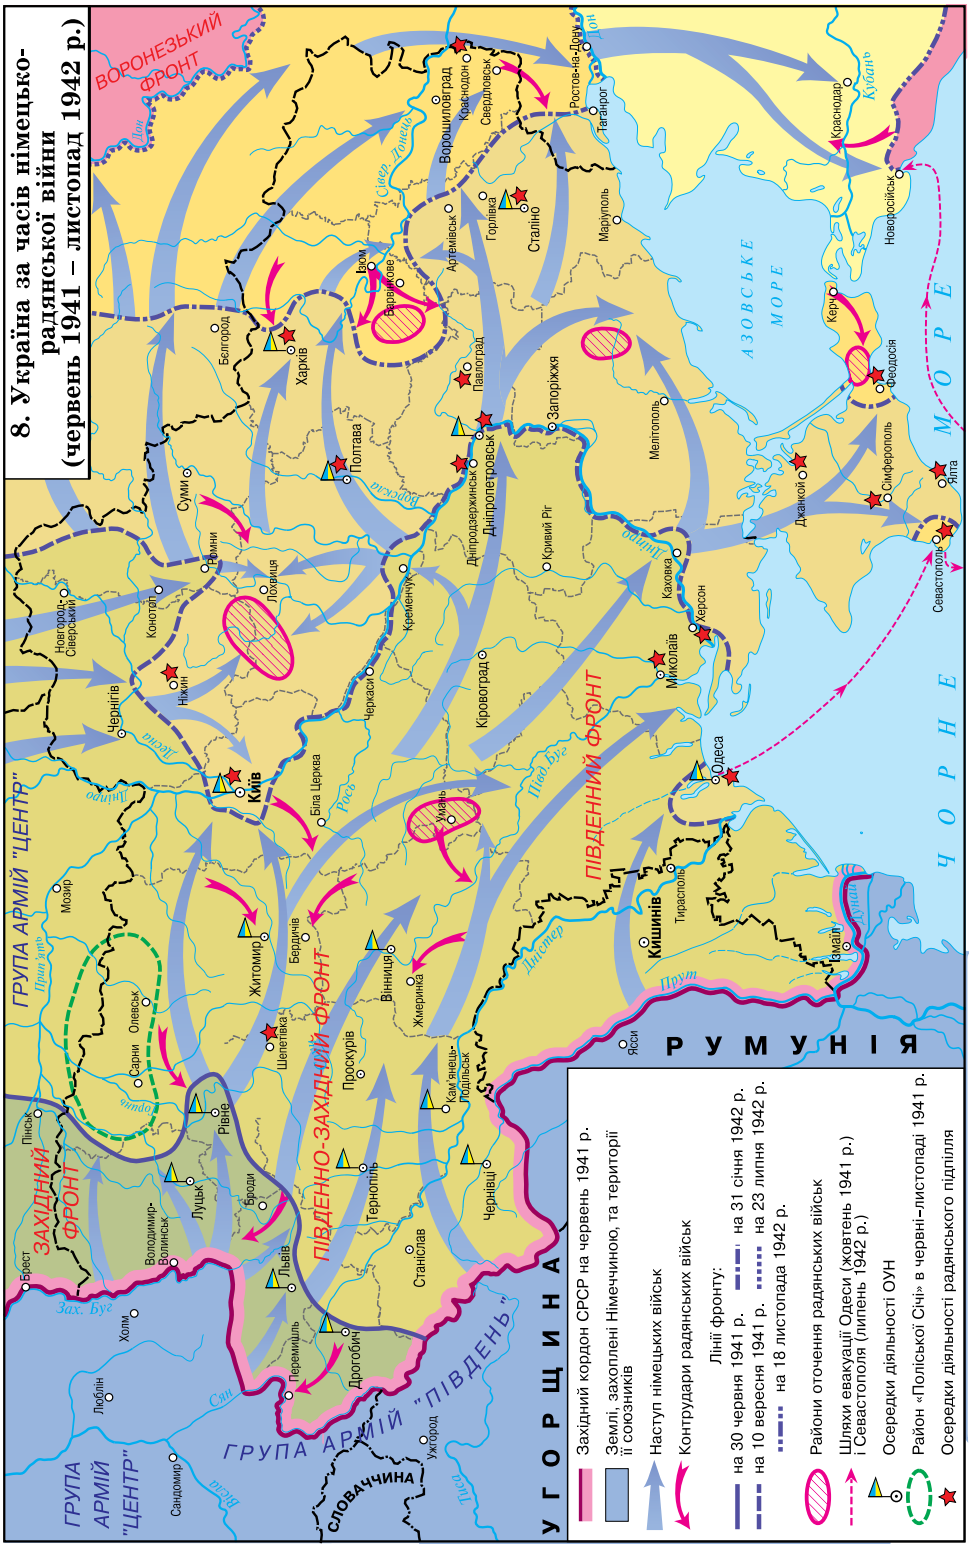 8. Україна за часів німецько-
радянської війни
(червень 1941 – листопад 1942 р.)
ВОРОНЕЗЬКИЙ
ФРОНТ
ГРУПА АРМІЙ "ЦЕНТР"
ЗАХІДНИЙ
ФРОНТ
ПІВДЕННО-ЗАХІДНИЙ ФРОНТ
ПІВДЕННИЙ ФРОНТ
ГРУПА
АРМІЙ
"ЦЕНТР"
ГРУПА АРМІЙ "ПІВДЕНЬ"
СЛОВАЧЧИНА
УГОРЩИНА
РУМУНІЯ
ЧОРНЕ МОРЕ
АЗОВСЬКЕ
МОРЕ
Брест
Пінськ
Мозир
Холм
Люблін
Сандомир
Ужгород
Перемишль
Дрогобич
Львів
Броди
Володимир-
Волинськ
Луцьк
Рівне
Сарни
Олевськ
Шепетівка
Житомир
Бердичів
Проскурів
Тернопіль
Станіслав
Чернівці
Кам'янець-
Подільськ
Вінниця
Жмеринка
Умань
Біла Церква
Київ
Чернігів
Ніжин
Новгород-
Сіверський
Конотоп
Ромни
Лохвиця
Суми
Черкаси
Кременчук
Кіровоград
Кривий Ріг
Полтава
Харків
Бєлгород
Ізюм
Барвінкове
Павлоград
Дніпродзержинськ
Дніпропетровськ
Запоріжжя
Мелітополь
Каховка
Херсон
Миколаїв
Одеса
Тирасполь
Кишинів
Ізмаїл
Ясси
Артемівськ
Горлівка
Сталіно
Маріуполь
Ворошиловград
Краснодон
Свердловськ
Ростов-на-Дону
Таганрог
Краснодар
Новоросійськ
Керч
Феодосія
Джанкой
Сімферополь
Севастополь
Ялта
Зах. Буг
Сян
Вісла
Тиса
Горинь
Прип'ять
Дніпро
Десна
Рось
Півд. Буг
Дністер
Прут
Дунай
Ворскла
Дніпро
Сівер. Донець
Дон
Дон
Кубань
Західний кордон СРСР на червень 1941 р.
Землі, захоплені Німеччиною, та території
її союзників
Наступ німецьких військ
Контрудари радянських військ
Лінії фронту:
на 30 червня 1941 р. на 31 січня 1942 р.
на 10 вересня 1941 р. на 23 липня 1942 р.
на 18 листопада 1942 р.
Райони оточення радянських військ
Шляхи евакуації Одеси (жовтень 1941 р.)
і Севастополя (липень 1942 р.)
Осередки діяльності ОУН
Район «Поліської Січі» в червні-листопаді 1941 р.
Осередки діяльності радянського підпілля